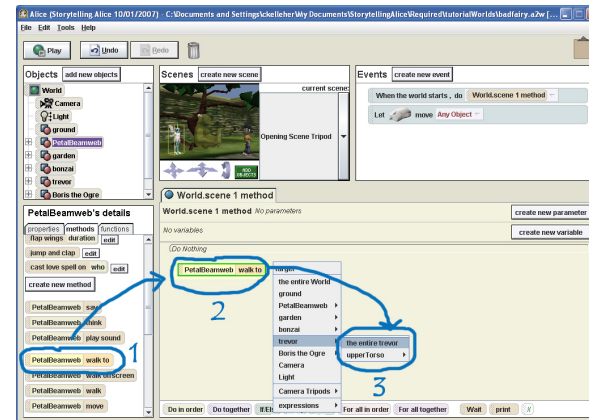 Alice (Storytelling Alice 10/01/2007) - C:\Documents and Settings\ckelleher\My Documents\StorytellingAlice\Required\tutorialWorlds\badfairy.a2w [...
File Edit Tools Help
Play Undo Redo
Objects add new objects
World
Camera
Light
ground
PetalBeamweb
garden
bonzai
trevor
Boris the Ogre
Scenes create new scene
current scene:
Opening Scene Tripod
ADD OBJECTS
Events create new event
When the world starts, do World.scene 1 method
Let move Any Object
PetalBeamweb's details
properties methods functions
flap wings duration edit
jump and clap edit
cast love spell on who edit
create new method
PetalBeamweb say
PetalBeamweb think
PetalBeamweb play sound
PetalBeamweb walk to
PetalBeamweb walk offscreen
PetalBeamweb walk
PetalBeamweb move
1
World.scene 1 method
World.scene 1 method No parameters
create new parameter
No variables
create new variable
(Do Nothing
PetalBeamweb walk to
target
the entire World
ground
PetalBeamweb
garden
bonzai
trevor
Boris the Ogre
Camera
Light
Camera Tripods
expressions
the entire trevor
upperTorso
2
3
Do in order Do together If/Else For all in order For all together Wait print //